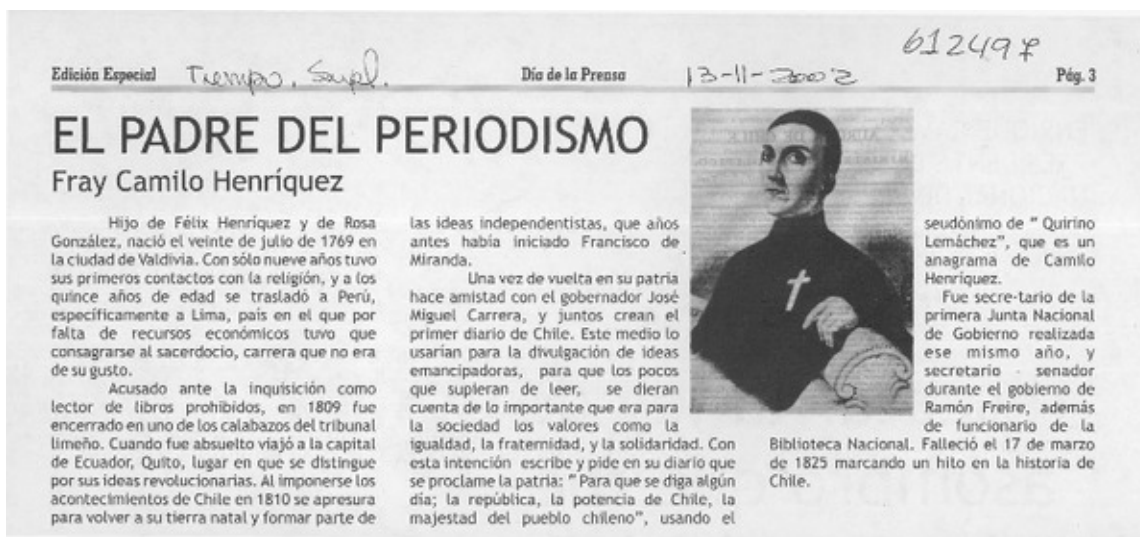 612497
Edición Especial
Tiempo, Supl.
Día de la Prensa
13-11-2002
Pág. 3
EL PADRE DEL PERIODISMO
Fray Camilo Henríquez
Hijo de Félix Henríquez y de Rosa
González, nació el veinte de julio de 1769 en
la ciudad de Valdivia. Con sólo nueve años tuvo
sus primeros contactos con la religión, y a los
quince años de edad se trasladó a Perú,
específicamente a Lima, país en el que por
falta de recursos económicos tuvo que
consagrarse al sacerdocio, carrera que no era
de su gusto.
Acusado ante la inquisición como
lector de libros prohibidos, en 1809 fue
encerrado en uno de los calabazos del tribunal
limeño. Cuando fue absuelto viajó a la capital
de Ecuador, Quito, lugar en que se distingue
por sus ideas revolucionarias. Al imponerse los
acontecimientos de Chile en 1810 se apresura
para volver a su tierra natal y formar parte de
las ideas independentistas, que años
antes había iniciado Francisco de
Miranda.
Una vez de vuelta en su patria
hace amistad con el gobernador José
Miguel Carrera, y juntos crean el
primer diario de Chile. Este medio lo
usarían para la divulgación de ideas
emancipadoras, para que los pocos
que supieran de leer, se dieran
cuenta de lo importante que era para
la sociedad los valores como la
igualdad, la fraternidad, y la solidaridad. Con
esta intención escribe y pide en su diario que
se proclame la patria: " Para que se diga algún
día; la república, la potencia de Chile, la
majestad del pueblo chileno", usando el
seudónimo de " Quirino
Lemáchez", que es un
anagrama de Camilo
Henríquez.
Fue secre-tario de la
primera Junta Nacional
de Gobierno realizada
ese mismo año, y
secretario - senador
durante el gobierno de
Ramón Freire, además
de funcionario de la
Biblioteca Nacional. Falleció el 17 de marzo
de 1825 marcando un hito en la historia de
Chile.